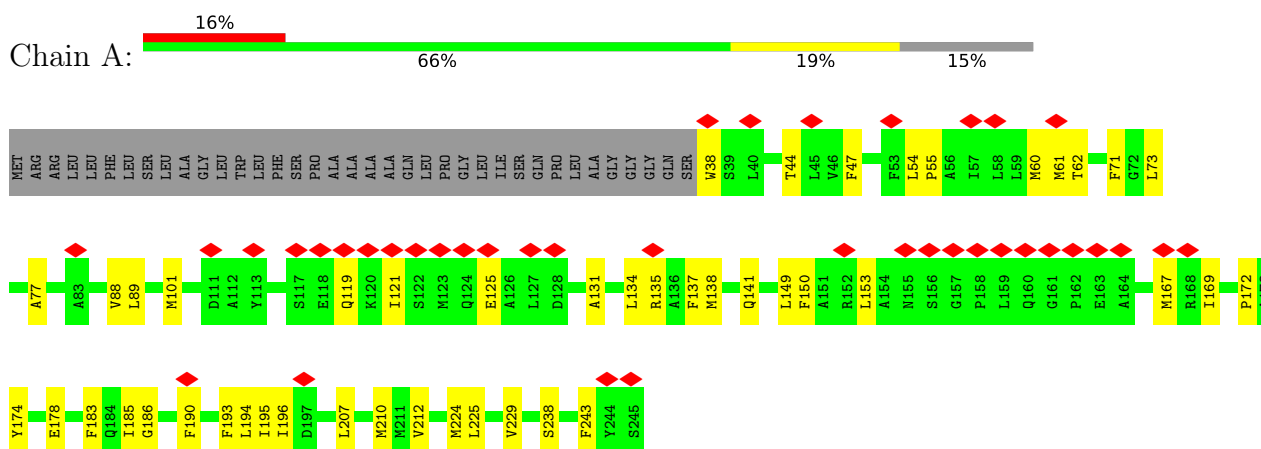 16%
Chain A:
66% 19% 15%
MET ARG ARG LEU LEU PHE LEU SER LEU ALA GLY LEU TRP LEU PHE SER PRO ALA ALA ALA ALA GLN LEU PRO GLY LEU ILE SER GLN PRO LEU ALA GLY GLY GLY GLN SER W38 S39 L40 T44 L45 V46 F47 F53 L54 P55 A56 I57 L58 L59 M60 M61 T62 F71 G72 L73
A77 A83 V88 L89 M101 D111 A112 Y113 S117 E118 Q119 K120 I121 S122 M123 Q124 E125 A126 L127 D128 A131 L134 R135 A136 F137 M138 Q141 L149 F150 A151 R152 L153 A154 N155 S156 G157 P158 L159 Q160 G161 P162 E163 A164 M167 R168 I169 P172
Y174 E178 F183 Q184 I185 G186 F190 F193 L194 I195 I196 D197 L207 M210 M211 V212 M224 L225 V229 S238 F243 Y244 S245